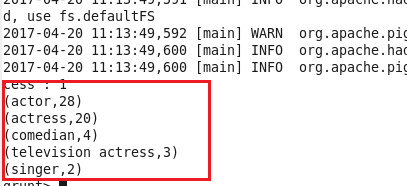 d, use fs.defaultFS
2017-04-20 11:13:49,592 [main] WARN  org.apache.pig
2017-04-20 11:13:49,600 [main] INFO  org.apache.had
2017-04-20 11:13:49,600 [main] INFO  org.apache.pig
cess : 1
(actor,28)
(actress,20)
(comedian,4)
(television actress,3)
(singer,2)
grunt>